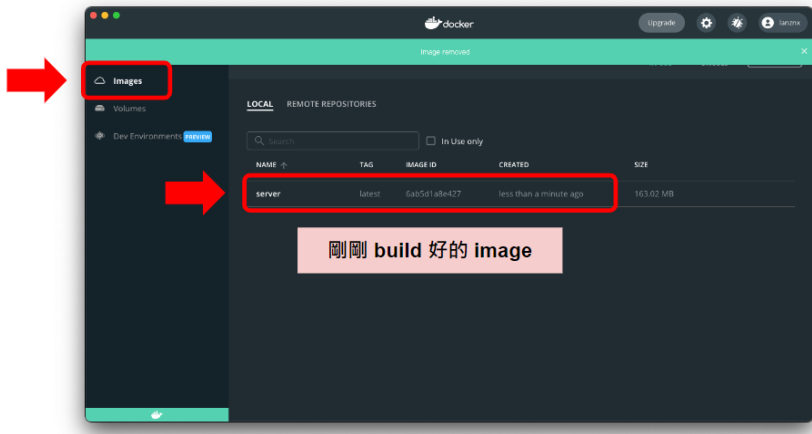 docker
Upgrade
lanznx
Image removed
Images
Volumes
Dev Environments PREVIEW
LOCAL REMOTE REPOSITORIES
Search
In Use only
NAME TAG IMAGE ID CREATED SIZE
server latest 6ab5d1a8e427 less than a minute ago 163.02 MB
剛剛 build 好的 image